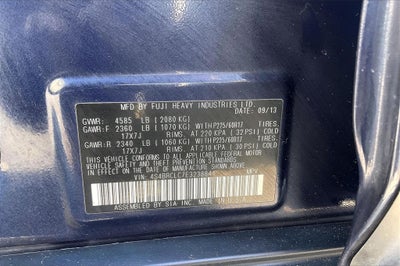 MFD BY FUJI HEAVY INDUSTRIES LTD.
09/13
GVWR: 4585 LB (2080 KG) TIRES
GAWR:F 2360 LB (1070 KG) WITH P225/60R17
17X7J RIMS, AT 220 KPA (32 PSI) COLD
TIRES
GAWR:R 2340 LB (1060 KG) WITH P225/60R17
17X7J RIMS, AT 210 KPA (30 PSI) COLD
THIS VEHICLE CONFORMS TO ALL APPLICABLE
FEDERAL MOTOR VEHICLE SAFETY AND BUMPER STANDARDS
IN EFFECT ON THE DATE OF MANUFACTURE SHOWN ABOVE.
VIN: MPV
ASSEMBLED BY SIA INC. MADE IN U.S.A